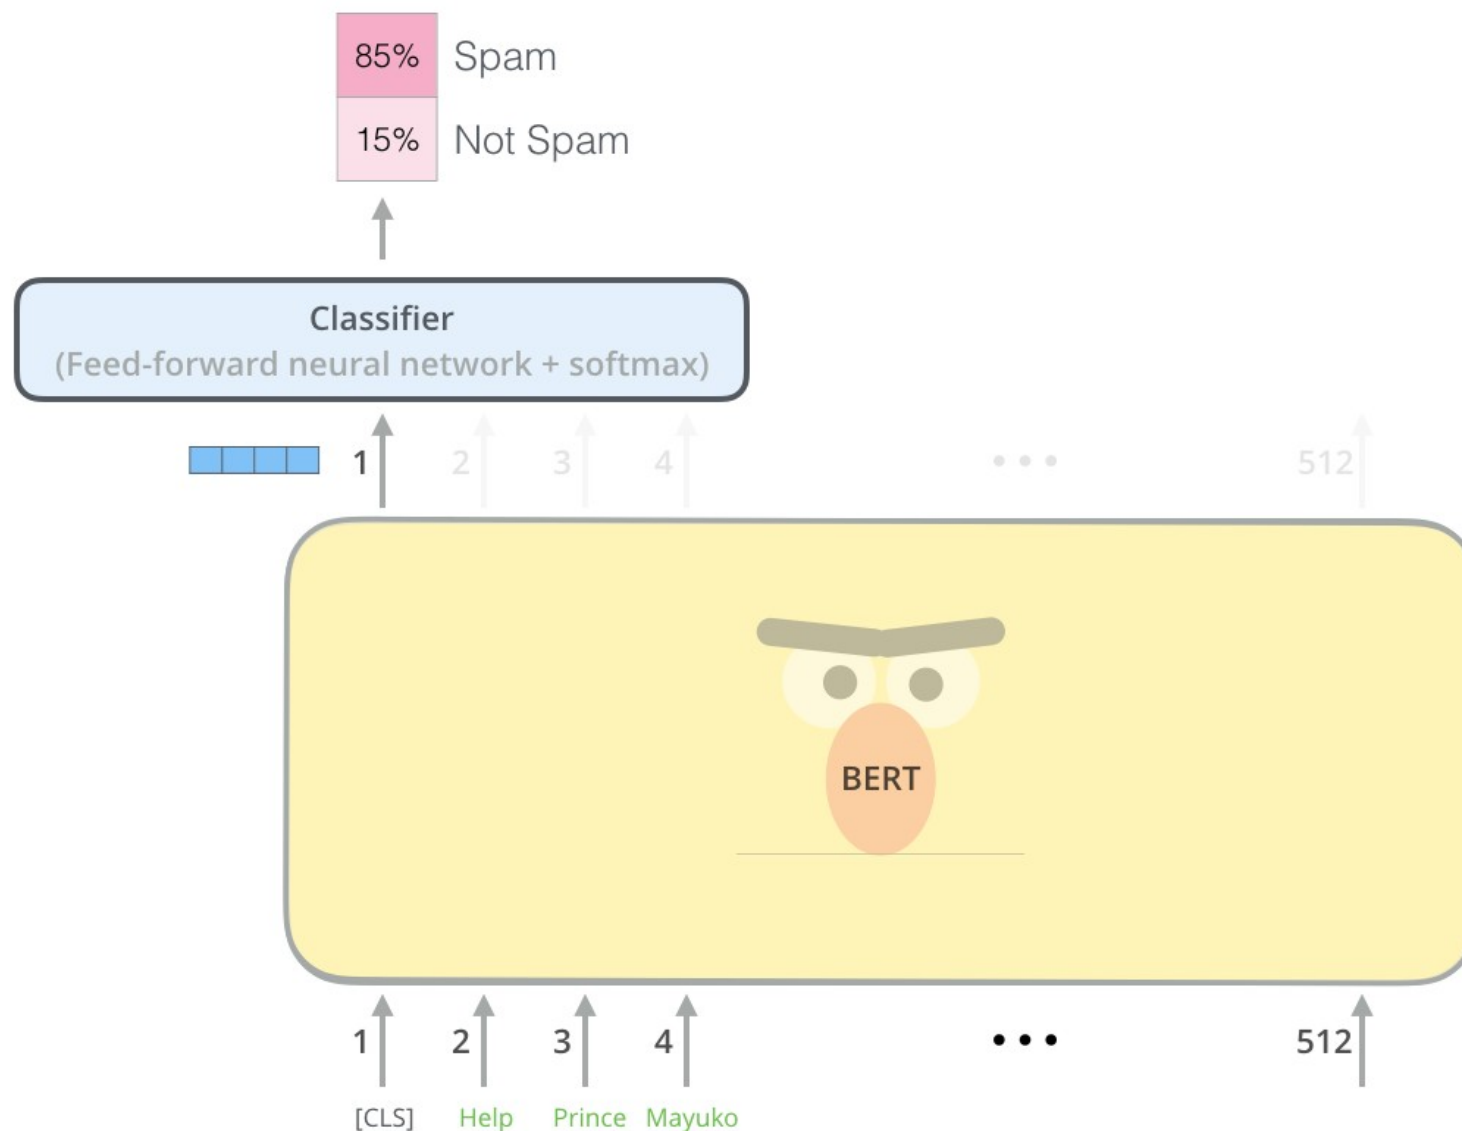 85% Spam
15% Not Spam
Classifier
(Feed-forward neural network + softmax)
1 2 3 4 ••• 512
BERT
1 2 3 4 ••• 512
[CLS] Help Prince Mayuko